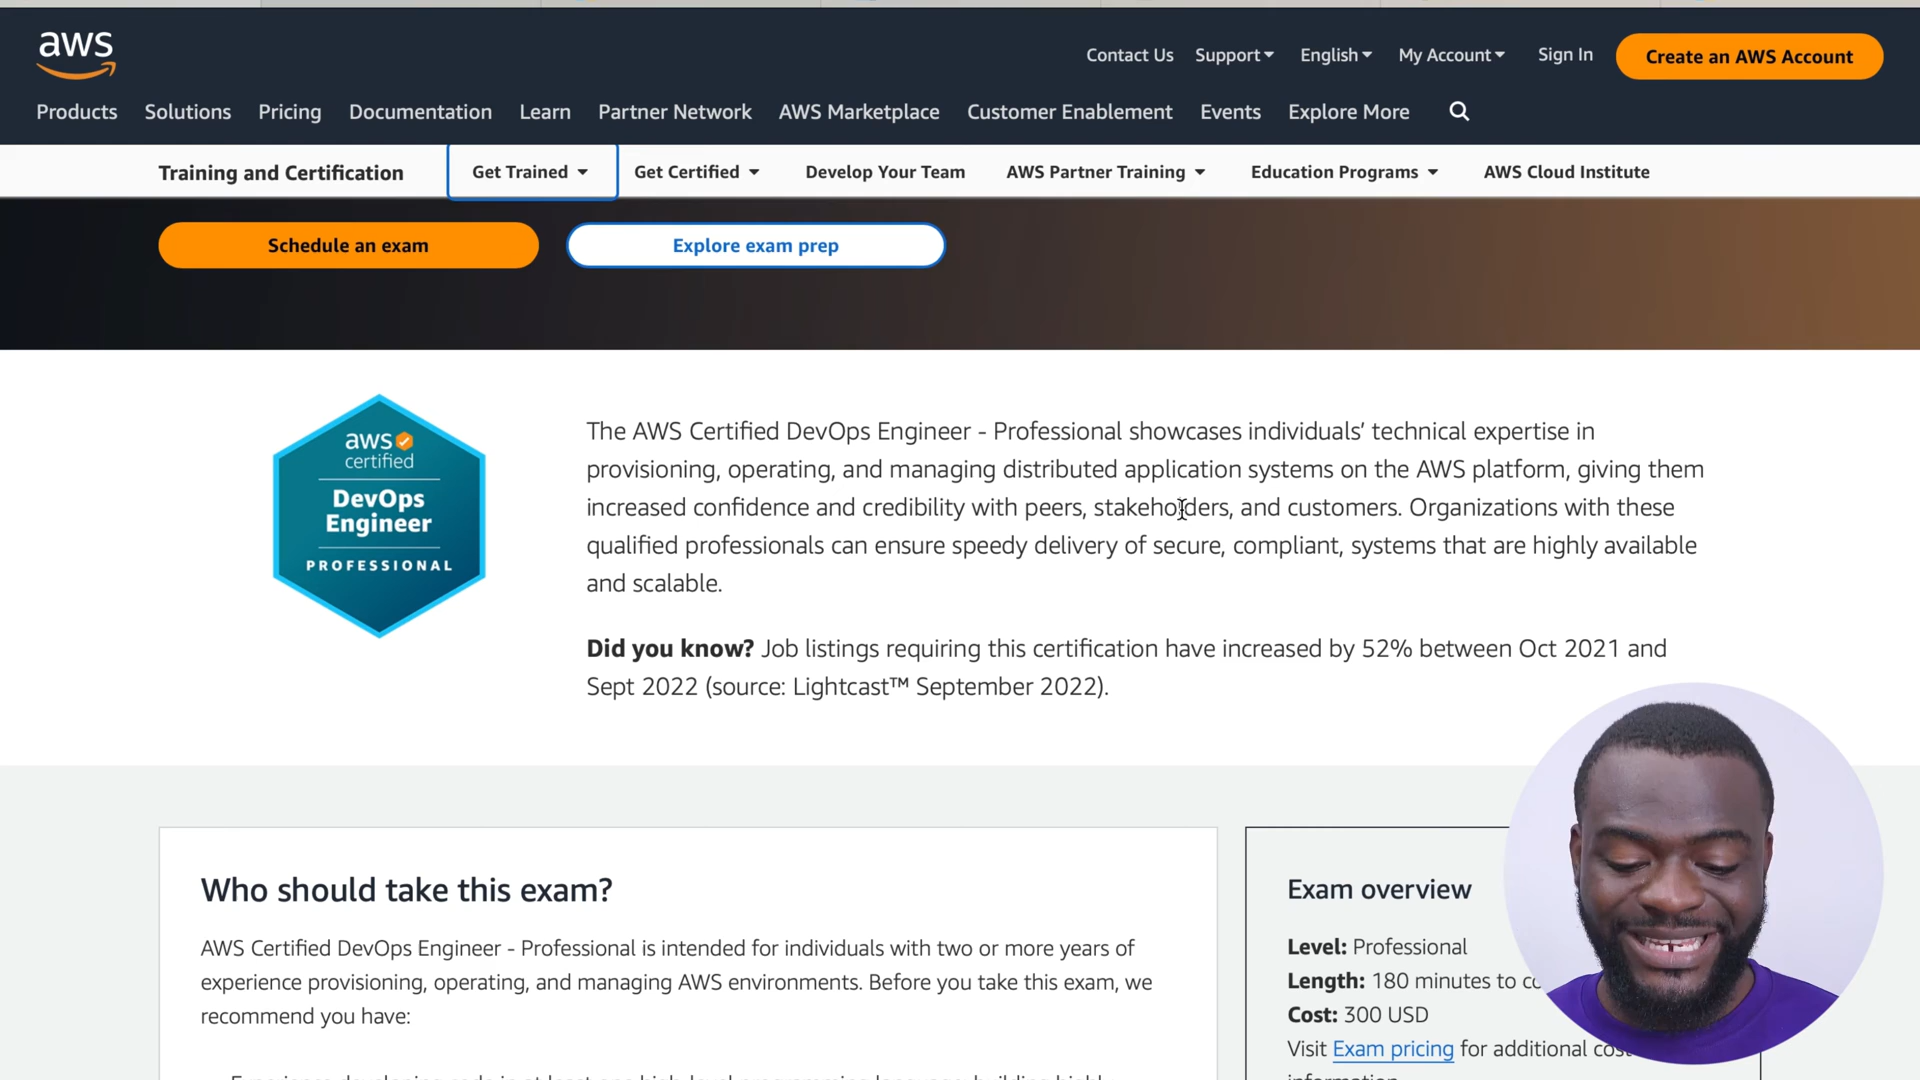 aws
Contact Us Support English My Account Sign In Create an AWS Account
Products Solutions Pricing Documentation Learn Partner Network AWS Marketplace Customer Enablement Events Explore More
Training and Certification Get Trained Get Certified Develop Your Team AWS Partner Training Education Programs AWS Cloud Institute
Schedule an exam Explore exam prep
aws
certified
DevOps
Engineer
PROFESSIONAL
The AWS Certified DevOps Engineer - Professional showcases individuals’ technical expertise in
provisioning, operating, and managing distributed application systems on the AWS platform, giving them
increased confidence and credibility with peers, stakeholders, and customers. Organizations with these
qualified professionals can ensure speedy delivery of secure, compliant, systems that are highly available
and scalable.
Did you know? Job listings requiring this certification have increased by 52% between Oct 2021 and
Sept 2022 (source: Lightcast™ September 2022).
Who should take this exam?
AWS Certified DevOps Engineer - Professional is intended for individuals with two or more years of
experience provisioning, operating, and managing AWS environments. Before you take this exam, we
recommend you have:
Exam overview
Level: Professional
Length: 180 minutes to
Cost: 300 USD
Visit Exam pricing for additional